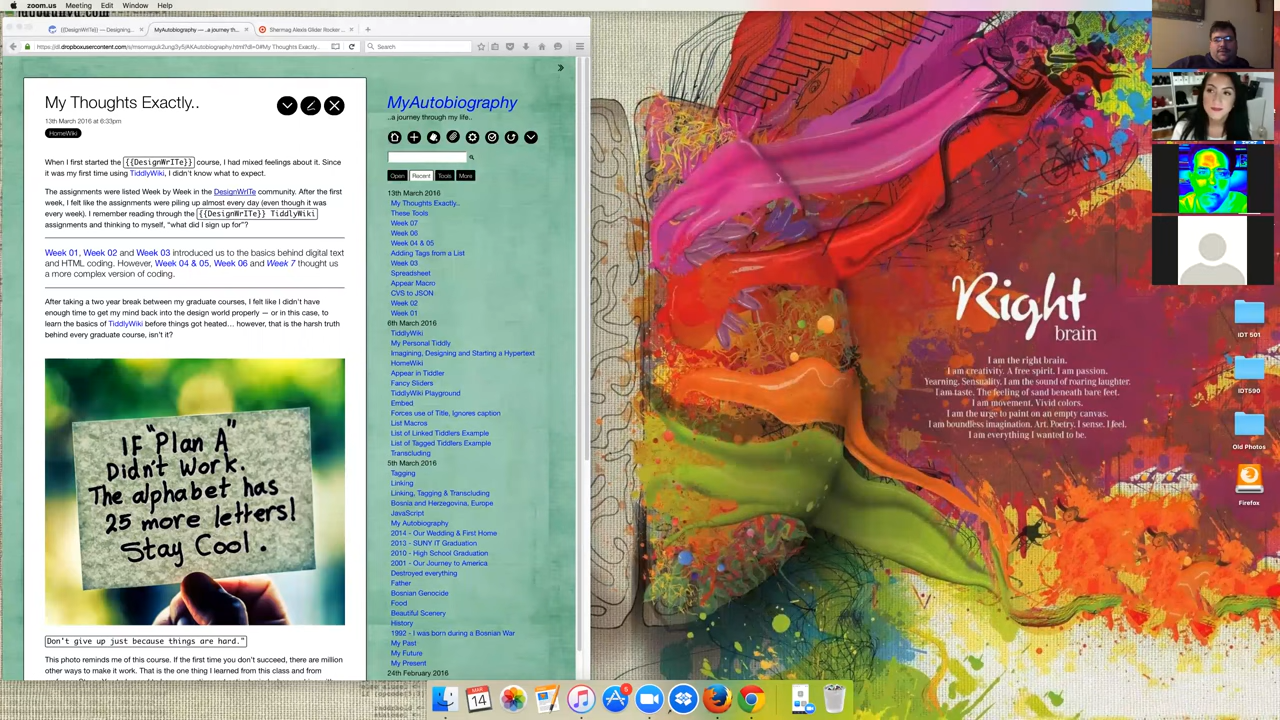 zoom.us Meeting Edit Window Help
{{DesignWriTe}} — Designing...
MyAutobiography — ..a journey th...
Shermag Alexis Glider Rocker ...
Search
»
My Thoughts Exactly..
13th March 2016 at 6:33pm
HomeWiki
When I first started the {{DesignWrITe}} course, I had mixed feelings about it. Since
it was my first time using TiddlyWiki, I didn't know what to expect.
The assignments were listed Week by Week in the DesignWriTe community. After the first
week, I felt like the assignments were piling up almost every day (even though it was
every week). I remember reading through the {{DesignWrITe}} TiddlyWiki
assignments and thinking to myself, "what did I sign up for"?
Week 01, Week 02 and Week 03 introduced us to the basics behind digital text
and HTML coding. However, Week 04 & 05, Week 06 and Week 7 thought us
a more complex version of coding.
After taking a two year break between my graduate courses, I felt like I didn't have
enough time to get my mind back into the design world properly — or in this case, to
learn the basics of TiddlyWiki before things got heated... however, that is the harsh truth
behind every graduate course, isn't it?
IF "Plan A"
Didn't work.
The alphabet has
25 more letters!
Stay Cool.
Don't give up just because things are hard."
This photo reminds me of this course. If the first time you don't succeed, there are million
other ways to make it work. That is the one thing I learned from this class and from
MyAutobiography
..a journey through my life..
Open Recent Tools More
13th March 2016
My Thoughts Exactly..
These Tools
Week 07
Week 06
Week 04 & 05
Adding Tags from a List
Week 03
Spreadsheet
Appear Macro
CVS to JSON
Week 02
Week 01
6th March 2016
TiddlyWiki
My Personal Tiddly
Imagining, Designing and Starting a Hypertext
HomeWiki
Appear in Tiddler
Fancy Sliders
TiddlyWiki Playground
Embed
Forces use of Title, Ignores caption
List Macros
List of Linked Tiddlers Example
List of Tagged Tiddlers Example
Transcluding
5th March 2016
Tagging
Linking
Linking, Tagging & Transcluding
Bosnia and Herzegovina, Europe
JavaScript
My Autobiography
2014 - Our Wedding & First Home
2013 - SUNY IT Graduation
2010 - High School Graduation
2001 - Our Journey to America
Destroyed everything
Father
Bosnian Genocide
Food
Beautiful Scenery
History
1992 - I was born during a Bosnian War
My Past
My Future
My Present
24th February 2016
Right
brain
I am the right brain.
I am creativity. A free spirit. I am passion.
Yearning. Sensuality. I am the sound of roaring laughter.
I am taste. The feeling of sand beneath bare feet.
I am movement. Vivid colors.
I am the urge to paint on an empty canvas.
I am boundless imagination. Art. Poetry, I sense. I feel.
I am everything I wanted to be.
IDT 501
IDT590
Old Photos
Firefox
MAR
14
5